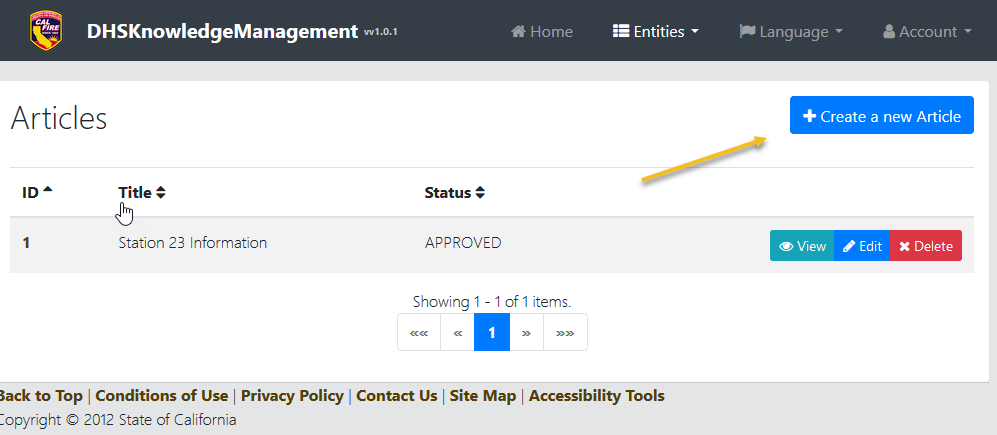 CAL FIRE DHSKnowledgeManagement vv1.0.1 Home Entities Language Account
Articles Create a new Article
ID Title Status
1 Station 23 Information APPROVED View Edit Delete
Showing 1 - 1 of 1 items.
«« « 1 » »»
Back to Top | Conditions of Use | Privacy Policy | Contact Us | Site Map | Accessibility Tools
Copyright © 2012 State of California